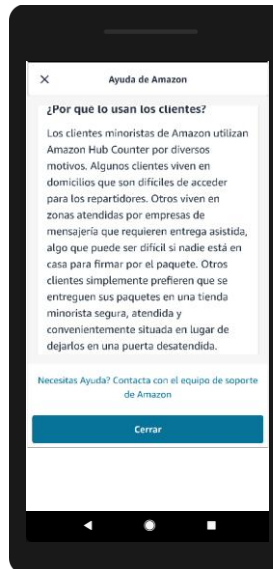 Ayuda de Amazon
¿Por qué lo usan los clientes?
Los clientes minoristas de Amazon utilizan
Amazon Hub Counter por diversos
motivos. Algunos clientes viven en
domicilios que son difíciles de acceder
para los repartidores. Otros viven en
zonas atendidas por empresas de
mensajería que requieren entrega asistida,
algo que puede ser difícil si nadie está en
casa para firmar por el paquete. Otros
clientes simplemente prefieren que se
entreguen sus paquetes en una tienda
minorista segura, atendida y
convenientemente situada en lugar de
dejarlos en una puerta desatendida.
Necesitas Ayuda? Contacta con el equipo de soporte
de Amazon
Cerrar